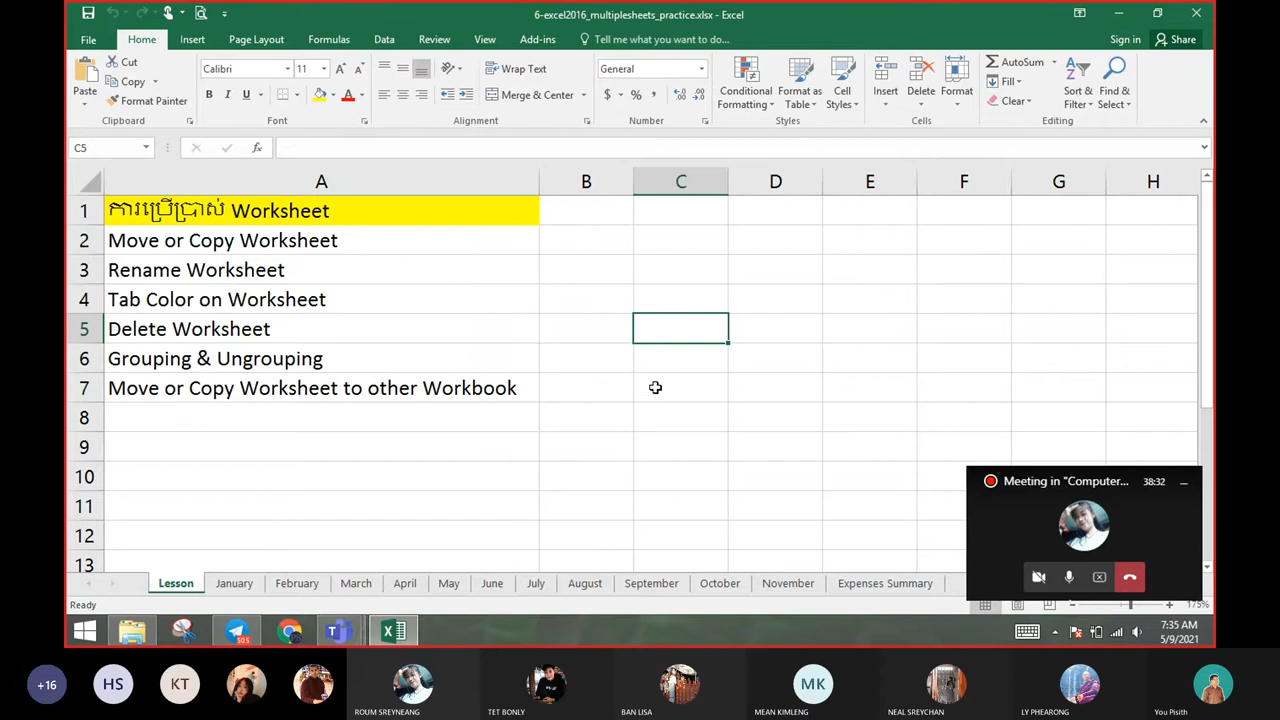 6-excel2016_multiplesheets_practice.xlsx - Excel
File Home Insert Page Layout Formulas Data Review View Add-ins Tell me what you want to do... Sign in Share
Paste Cut Copy Format Painter
Calibri 11 Wrap Text Merge & Center General
B I U $ % ,
Conditional Formatting Format as Table Cell Styles Insert Delete Format
AutoSum Fill Clear Sort & Filter Find & Select
Clipboard Font Alignment Number Styles Cells Editing
C5 fx
A B C D E F G H
1 ការប្រើប្រាស់ Worksheet
2 Move or Copy Worksheet
3 Rename Worksheet
4 Tab Color on Worksheet
5 Delete Worksheet
6 Grouping & Ungrouping
7 Move or Copy Worksheet to other Workbook
8
9
10
11
12
13
Meeting in "Computer... 38:32
Lesson January February March April May June July August September October November Expenses Summary
Ready 175%
505
7:35 AM
5/9/2021
+16 HS KT ROUM SREYNEANG TET BONLY BAN LISA MK MEAN KIMLENG NEAL SREYCHAN LY PHEARONG You Pisith